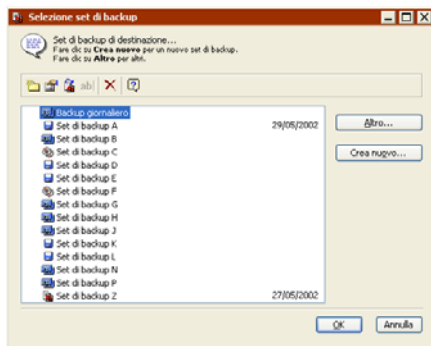 Selezione set di backup
Set di backup di destinazione...
Fare clic su Crea nuovo per un nuovo set di backup.
Fare clic su Altro per altri.
ab|
Backup giornaliero
Set di backup A 29/05/2002
Set di backup B
Set di backup C
Set di backup D
Set di backup E
Set di backup F
Set di backup G
Set di backup H
Set di backup J
Set di backup K
Set di backup L
Set di backup N
Set di backup P
Set di backup Z 27/05/2002
Altro...
Crea nuovo...
OK
Annulla